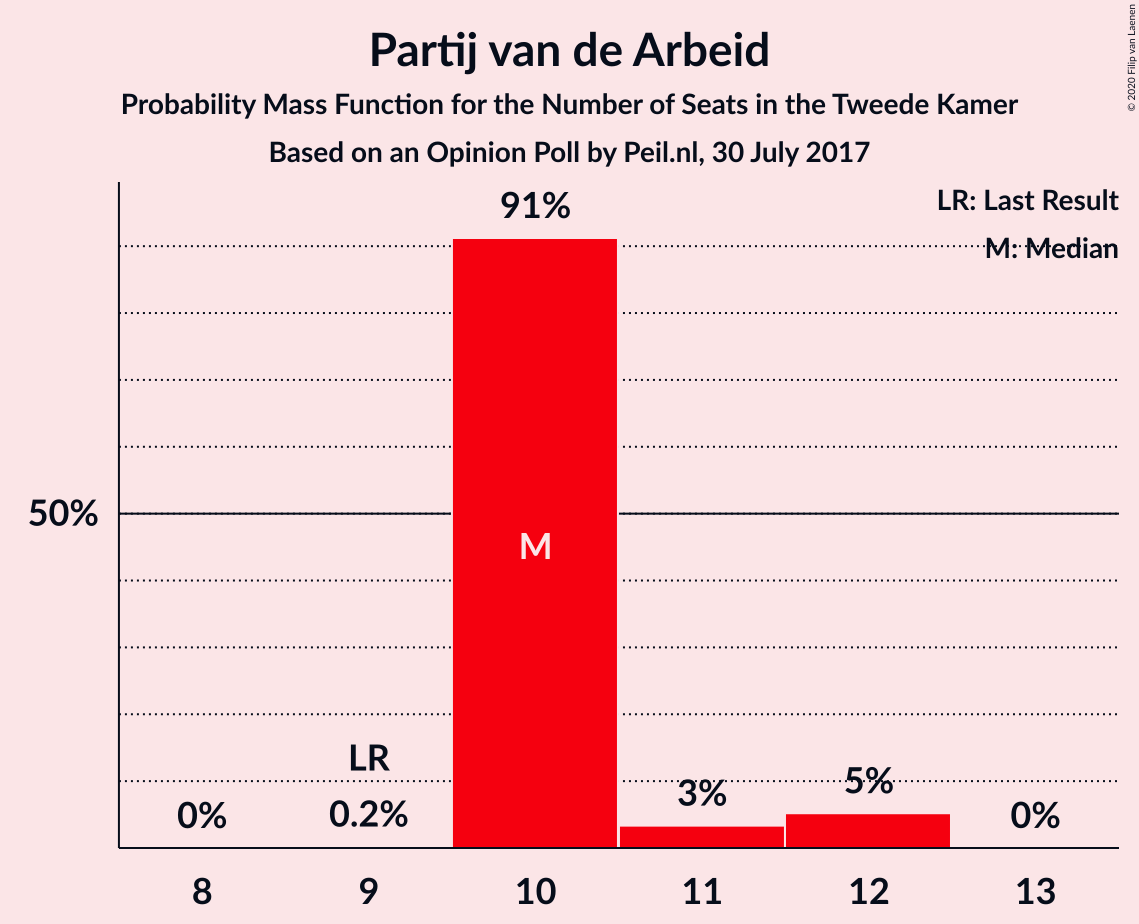 Partij van de Arbeid
Probability Mass Function for the Number of Seats in the Tweede Kamer
Based on an Opinion Poll by Peil.nl, 30 July 2017
© 2020 Filip van Laenen
LR: Last Result
M: Median
91%
50%
M
LR
0%
0.2%
3%
5%
0%
8
9
10
11
12
13